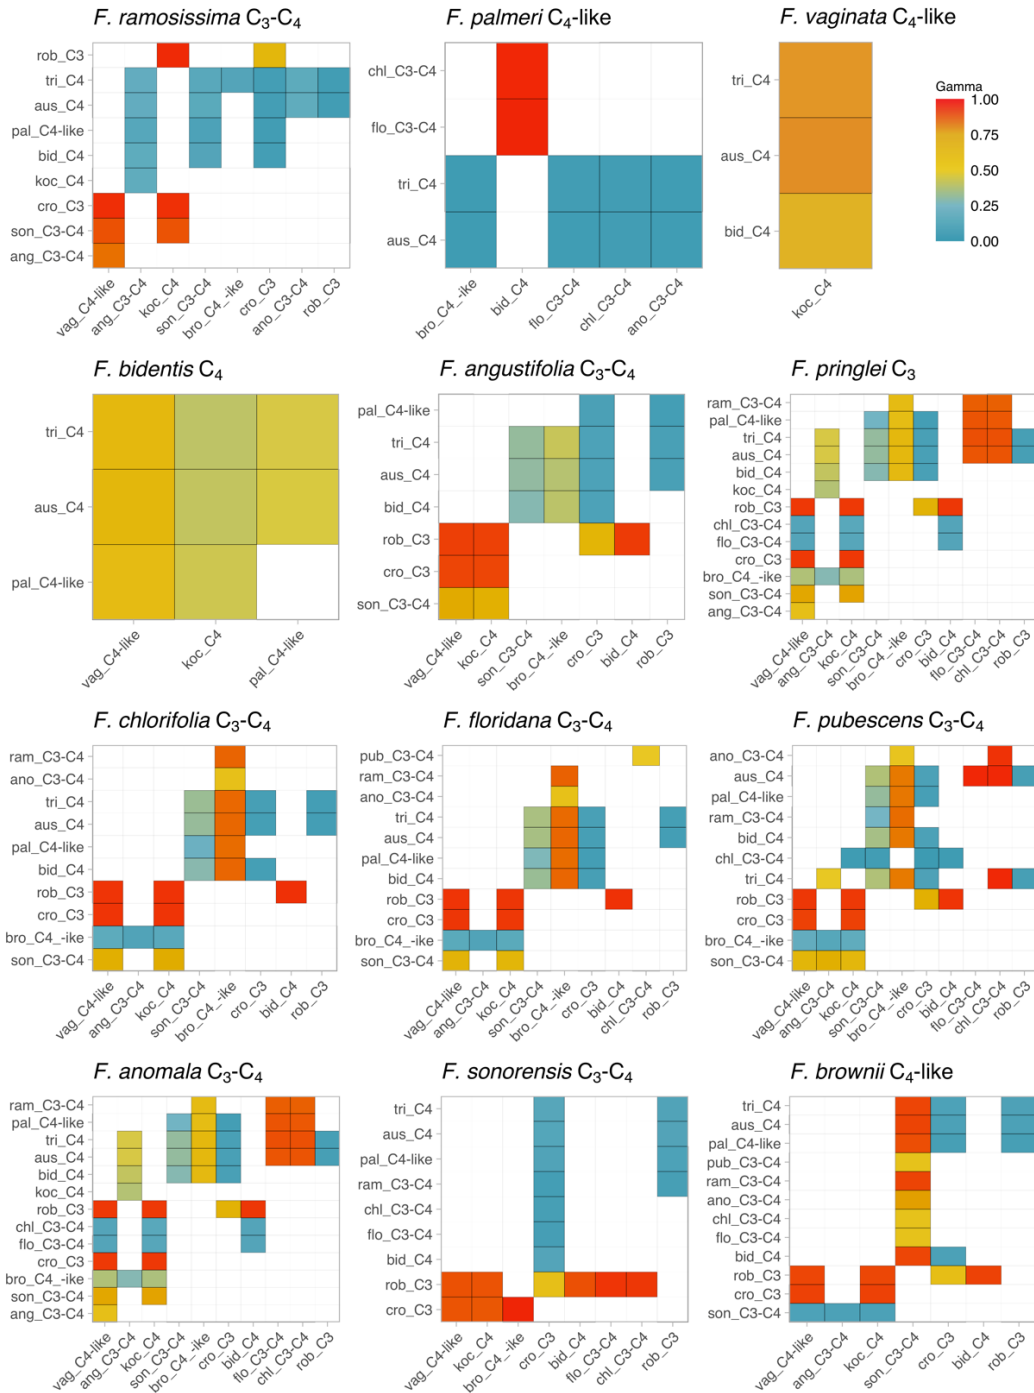 F. ramosissima C3-C4
rob_C3
tri_C4
aus_C4
pal_C4-like
bid_C4
koc_C4
cro_C3
son_C3-C4
ang_C3-C4
vag_C4-like
ang_C3-C4
koc_C4
son_C3-C4
bro_C4_-ike
cro_C3
ano_C3-C4
rob_C3
F. palmeri C4-like
chl_C3-C4
flo_C3-C4
tri_C4
aus_C4
bro_C4_-ike
bid_C4
flo_C3-C4
chl_C3-C4
ano_C3-C4
F. vaginata C4-like
tri_C4
aus_C4
bid_C4
koc_C4
Gamma
1.00
0.75
0.50
0.25
0.00
F. bidentis C4
tri_C4
aus_C4
pal_C4-like
vag_C4-like
koc_C4
pal_C4-like
F. angustifolia C3-C4
pal_C4-like
tri_C4
aus_C4
bid_C4
rob_C3
cro_C3
son_C3-C4
vag_C4-like
koc_C4
son_C3-C4
bro_C4_-ike
cro_C3
bid_C4
rob_C3
F. pringlei C3
ram_C3-C4
pal_C4-like
tri_C4
aus_C4
bid_C4
koc_C4
rob_C3
chl_C3-C4
flo_C3-C4
cro_C3
bro_C4_-ike
son_C3-C4
ang_C3-C4
vag_C4-like
ang_C3-C4
koc_C4
son_C3-C4
bro_C4_-ike
cro_C3
bid_C4
flo_C3-C4
chl_C3-C4
rob_C3
F. chlorifolia C3-C4
ram_C3-C4
ano_C3-C4
tri_C4
aus_C4
pal_C4-like
bid_C4
rob_C3
cro_C3
bro_C4_-ike
son_C3-C4
vag_C4-like
ang_C3-C4
koc_C4
son_C3-C4
bro_C4_-ike
cro_C3
bid_C4
rob_C3
F. floridana C3-C4
pub_C3-C4
ram_C3-C4
ano_C3-C4
tri_C4
aus_C4
pal_C4-like
bid_C4
rob_C3
cro_C3
bro_C4_-ike
son_C3-C4
vag_C4-like
ang_C3-C4
koc_C4
son_C3-C4
bro_C4_-ike
cro_C3
bid_C4
chl_C3-C4
rob_C3
F. pubescens C3-C4
ano_C3-C4
aus_C4
pal_C4-like
ram_C3-C4
bid_C4
chl_C3-C4
tri_C4
rob_C3
cro_C3
bro_C4_-ike
son_C3-C4
vag_C4-like
ang_C3-C4
koc_C4
son_C3-C4
bro_C4_-ike
cro_C3
bid_C4
flo_C3-C4
chl_C3-C4
rob_C3
F. anomala C3-C4
ram_C3-C4
pal_C4-like
tri_C4
aus_C4
bid_C4
koc_C4
rob_C3
chl_C3-C4
flo_C3-C4
cro_C3
bro_C4_-ike
son_C3-C4
ang_C3-C4
vag_C4-like
ang_C3-C4
koc_C4
son_C3-C4
bro_C4_-ike
cro_C3
bid_C4
flo_C3-C4
chl_C3-C4
rob_C3
F. sonorensis C3-C4
tri_C4
aus_C4
pal_C4-like
ram_C3-C4
chl_C3-C4
flo_C3-C4
bid_C4
rob_C3
cro_C3
vag_C4-like
koc_C4
bro_C4_-ike
cro_C3
bid_C4
flo_C3-C4
chl_C3-C4
rob_C3
F. brownii C4-like
tri_C4
aus_C4
pal_C4-like
pub_C3-C4
ram_C3-C4
ano_C3-C4
chl_C3-C4
flo_C3-C4
bid_C4
rob_C3
cro_C3
son_C3-C4
vag_C4-like
ang_C3-C4
koc_C4
son_C3-C4
cro_C3
bid_C4
rob_C3